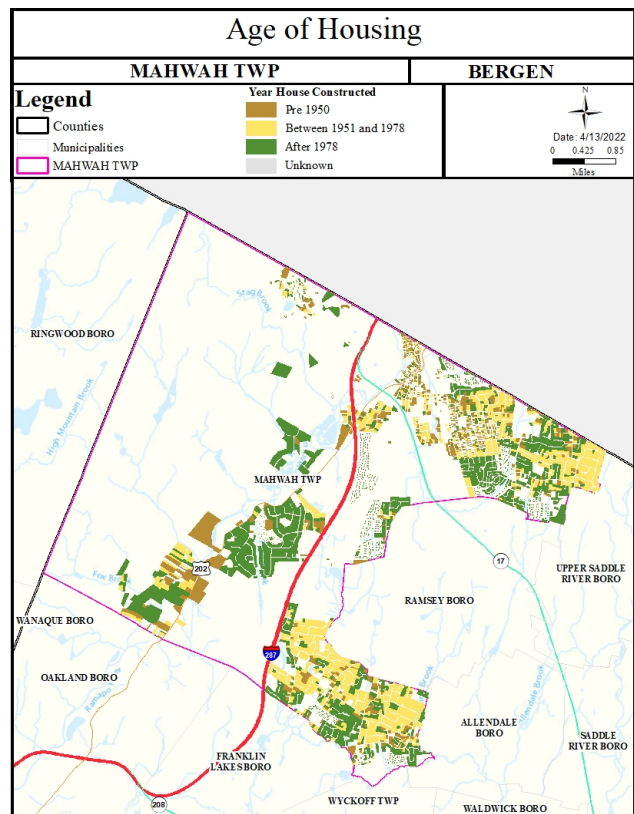 Age of Housing
MAHWAH TWP
BERGEN
Legend
Counties
Municipalities
MAHWAH TWP
Year House Constructed
Pre 1950
Between 1951 and 1978
After 1978
Unknown
N
Date: 4/13/2022
0 0.425 0.85
Miles
Stag Brook
RINGWOOD BORO
High Mountain Brook
MAHWAH TWP
202
17
Fox Br
UPPER SADDLE
RIVER BORO
RAMSEY BORO
WANAQUE BORO
287
OAKLAND BORO
Brook
ALLENDALE
BORO
SADDLE
RIVER BORO
FRANKLIN
LAKES BORO
208
WYCKOFF TWP
WALDWICK BORO